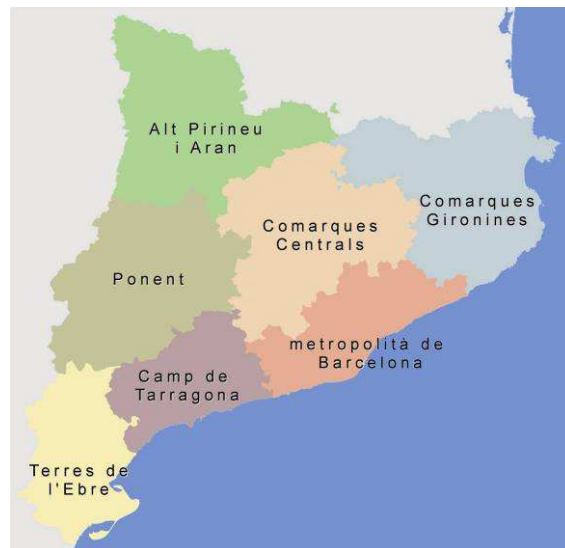 Alt Pirineu
i Aran
Comarques
Gironines
Comarques
Centrals
Ponent
metropolità de
Barcelona
Camp de
Tarragona
Terres de
l'Ebre